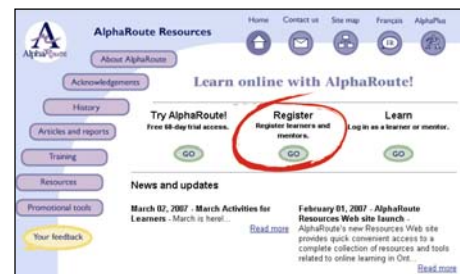 AlphaRoute
AlphaRoute Resources
Home Contact us Site map Français AlphaPlus
About AlphaRoute
Acknowledgements
History
Articles and reports
Training
Resources
Promotional tools
Your feedback
Learn online with AlphaRoute!
Try AlphaRoute!
Free 60-day trial access.
GO
Register
Register learners and
mentors.
GO
Learn
Log in as a learner or mentor.
GO
News and updates
March 02, 2007 - March Activities for
Learners - March is here!...
Read more
February 01, 2007 - AlphaRoute
Resources Web site launch -
AlphaRoute's new Resources Web site
provides quick convenient access to a
complete collection of resources and tools
related to online learning in Ont...
Read more